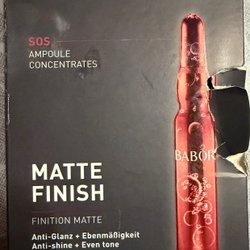 SOS
AMPOULE
CONCENTRATES
BABOR
MATTE
FINISH
FINITION MATTE
Anti-Glanz + Ebenmäßigkeit
Anti-shine + Even tone